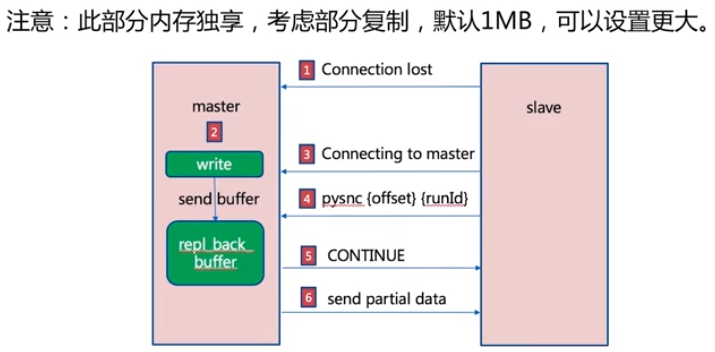 注意：此部分内存独享，考虑部分复制，默认1MB，可以设置更大。
1 Connection lost
master
slave
2
3 Connecting to master
write
send buffer
4 pysnc {offset} {runId}
repl_back_
buffer
5 CONTINUE
6 send partial data